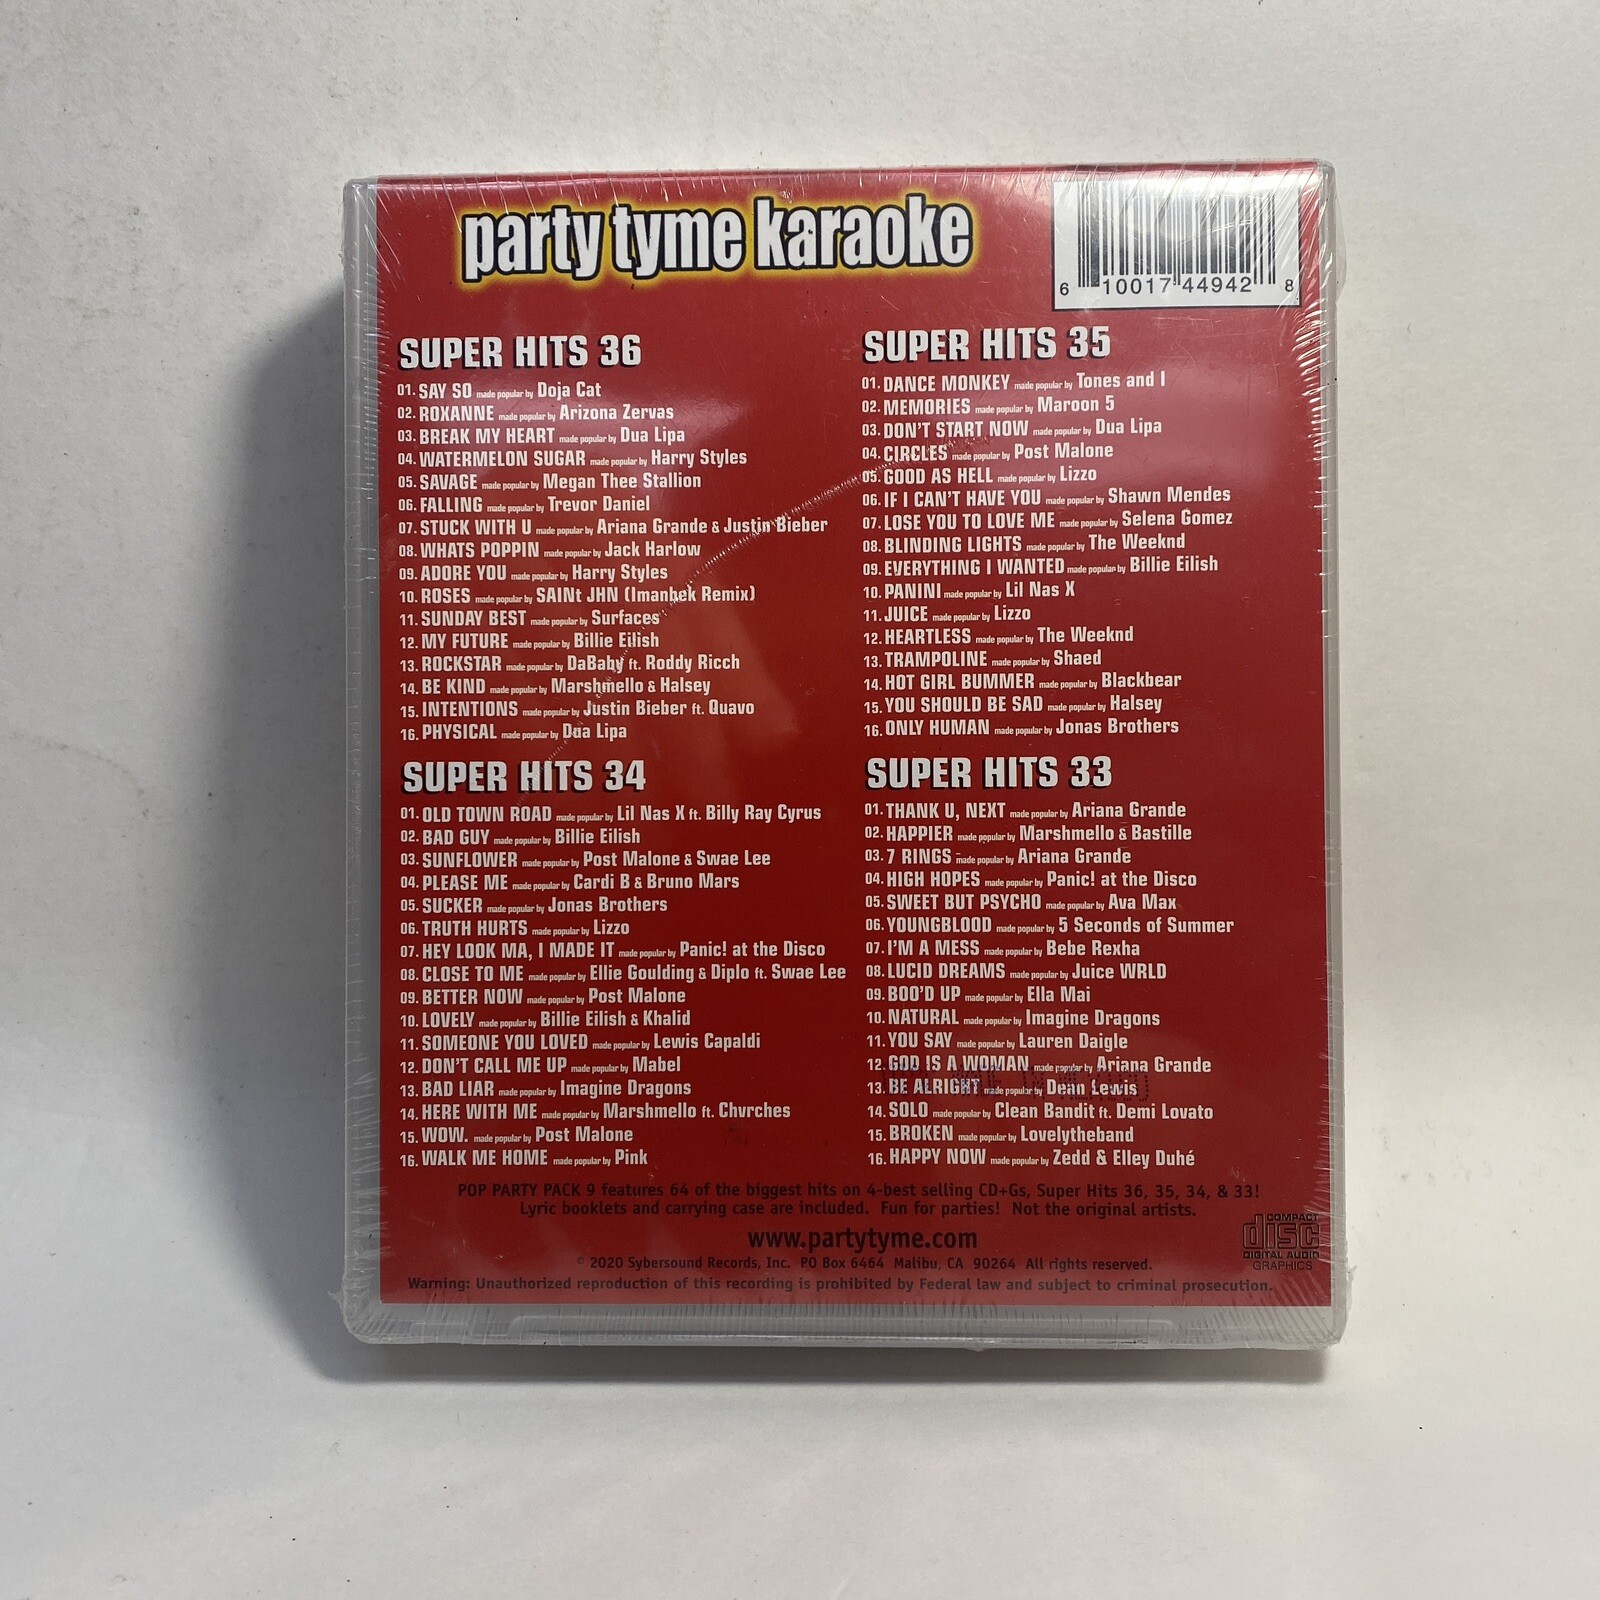 party tyme karaoke
6 10017 44942 8
SUPER HITS 36
01. SAY SO made popular by Doja Cat
02. ROXANNE made popular by Arizona Zervas
03. BREAK MY HEART made popular by Dua Lipa
04. WATERMELON SUGAR made popular by Harry Styles
05. SAVAGE made popular by Megan Thee Stallion
06. FALLING made popular by Trevor Daniel
07. STUCK WITH U made popular by Ariana Grande & Justin Bieber
08. WHATS POPPIN made popular by Jack Harlow
09. ADORE YOU made popular by Harry Styles
10. ROSES made popular by SAINt JHN (Imanbek Remix)
11. SUNDAY BEST made popular by Surfaces
12. MY FUTURE made popular by Billie Eilish
13. ROCKSTAR made popular by DaBaby ft. Roddy Ricch
14. BE KIND made popular by Marshmello & Halsey
15. INTENTIONS made popular by Justin Bieber ft. Quavo
16. PHYSICAL made popular by Dua Lipa
SUPER HITS 35
01. DANCE MONKEY made popular by Tones and I
02. MEMORIES made popular by Maroon 5
03. DON'T START NOW made popular by Dua Lipa
04. CIRCLES made popular by Post Malone
05. GOOD AS HELL made popular by Lizzo
06. IF I CAN'T HAVE YOU made popular by Shawn Mendes
07. LOSE YOU TO LOVE ME made popular by Selena Gomez
08. BLINDING LIGHTS made popular by The Weeknd
09. EVERYTHING I WANTED made popular by Billie Eilish
10. PANINI made popular by Lil Nas X
11. JUICE made popular by Lizzo
12. HEARTLESS made popular by The Weeknd
13. TRAMPOLINE made popular by Shaed
14. HOT GIRL BUMMER made popular by Blackbear
15. YOU SHOULD BE SAD made popular by Halsey
16. ONLY HUMAN made popular by Jonas Brothers
SUPER HITS 34
01. OLD TOWN ROAD made popular by Lil Nas X ft. Billy Ray Cyrus
02. BAD GUY made popular by Billie Eilish
03. SUNFLOWER made popular by Post Malone & Swae Lee
04. PLEASE ME made popular by Cardi B & Bruno Mars
05. SUCKER made popular by Jonas Brothers
06. TRUTH HURTS made popular by Lizzo
07. HEY LOOK MA, I MADE IT made popular by Panic! at the Disco
08. CLOSE TO ME made popular by Ellie Goulding & Diplo ft. Swae Lee
09. BETTER NOW made popular by Post Malone
10. LOVELY made popular by Billie Eilish & Khalid
11. SOMEONE YOU LOVED made popular by Lewis Capaldi
12. DON'T CALL ME UP made popular by Mabel
13. BAD LIAR made popular by Imagine Dragons
14. HERE WITH ME made popular by Marshmello ft. Chvrches
15. WOW. made popular by Post Malone
16. WALK ME HOME made popular by Pink
SUPER HITS 33
01. THANK U, NEXT made popular by Ariana Grande
02. HAPPIER made popular by Marshmello & Bastille
03. 7 RINGS made popular by Ariana Grande
04. HIGH HOPES made popular by Panic! at the Disco
05. SWEET BUT PSYCHO made popular by Ava Max
06. YOUNGBLOOD made popular by 5 Seconds of Summer
07. I'M A MESS made popular by Bebe Rexha
08. LUCID DREAMS made popular by Juice WRLD
09. BOO'D UP made popular by Ella Mai
10. NATURAL made popular by Imagine Dragons
11. YOU SAY made popular by Lauren Daigle
12. GOD IS A WOMAN made popular by Ariana Grande
13. BE ALRIGHT made popular by Dean Lewis
14. SOLO made popular by Clean Bandit ft. Demi Lovato
15. BROKEN made popular by Lovelytheband
16. HAPPY NOW made popular by Zedd & Elley Duhé
POP PARTY PACK 9 features 64 of the biggest hits on 4-best selling CD+Gs, Super Hits 36, 35, 34, & 33!
Lyric booklets and carrying case are included. Fun for parties! Not the original artists.
www.partytyme.com
© 2020 Sybersound Records, Inc. PO Box 6464 Malibu, CA 90264 All rights reserved.
Warning: Unauthorized reproduction of this recording is prohibited by Federal law and subject to criminal prosecution.
COMPACT
disc
DIGITAL AUDIO
GRAPHICS